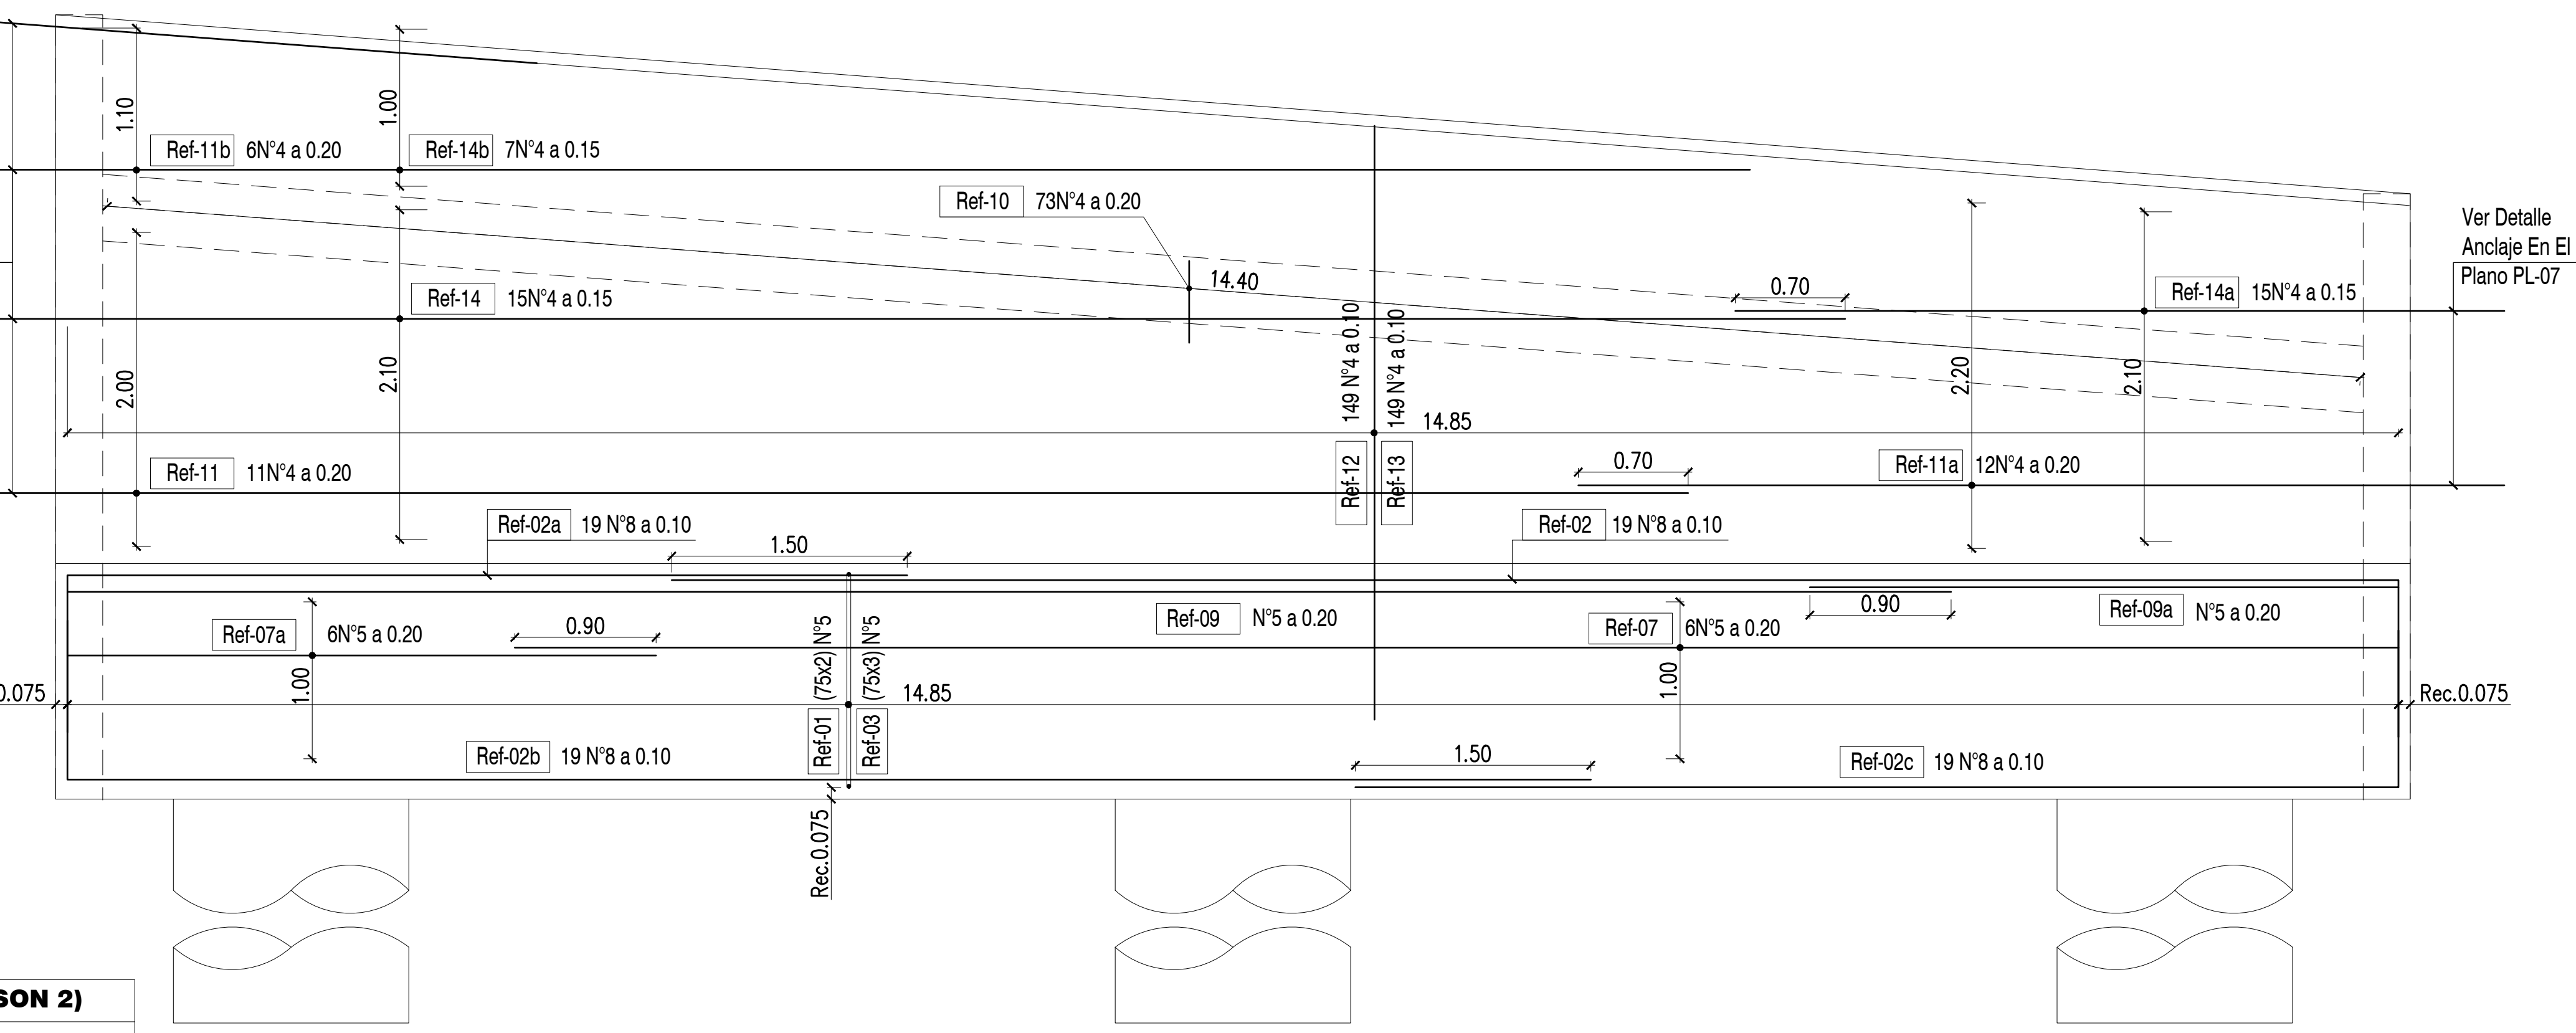 1.10
1.00
Ref-11b 6N°4 a 0.20
Ref-14b 7N°4 a 0.15
Ref-10 73N°4 a 0.20
Ver Detalle
Anclaje En El
Plano PL-07
14.40
0.70
Ref-14 15N°4 a 0.15
Ref-14a 15N°4 a 0.15
149 N°4 a 0.10
149 N°4 a 0.10
2.00
2.10
2.20
2.10
14.85
Ref-11 11N°4 a 0.20
Ref-12
Ref-13
0.70
Ref-11a 12N°4 a 0.20
Ref-02a 19 N°8 a 0.10
Ref-02 19 N°8 a 0.10
1.50
Ref-07a 6N°5 a 0.20
0.90
(75x2) N°5
(75x3) N°5
Ref-09 N°5 a 0.20
Ref-07 6N°5 a 0.20
0.90
Ref-09a N°5 a 0.20
1.00
1.00
0.075
14.85
Rec.0.075
Ref-01
Ref-03
Ref-02b 19 N°8 a 0.10
1.50
Ref-02c 19 N°8 a 0.10
Rec.0.075
SON 2)